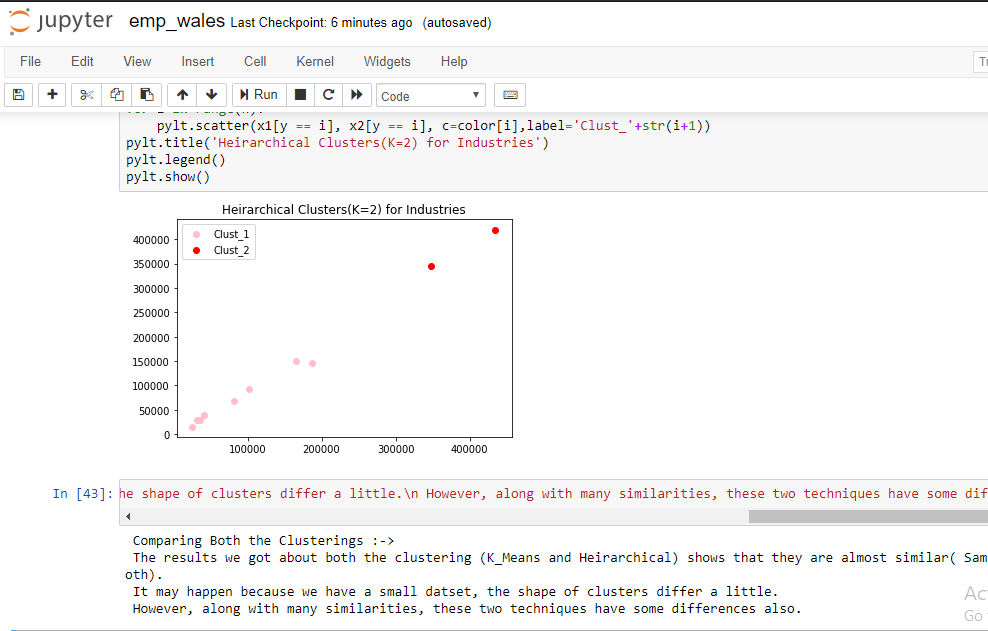 jupyter emp_wales Last Checkpoint: 6 minutes ago (autosaved)
File Edit View Insert Cell Kernel Widgets Help
Run Code
pylt.scatter(x1[y == i], x2[y == i], c=color[i],label='Clust_'+str(i+1))
pylt.title('Heirarchical Clusters(K=2) for Industries')
pylt.legend()
pylt.show()
Heirarchical Clusters(K=2) for Industries
Clust_1
Clust_2
400000
350000
300000
250000
200000
150000
100000
50000
0
100000 200000 300000 400000
In [43]: he shape of clusters differ a little.\n However, along with many similarities, these two techniques have some dif
Comparing Both the Clusterings :->
The results we got about both the clustering (K_Means and Heirarchical) shows that they are almost similar( Sam
oth).
It may happen because we have a small datset, the shape of clusters differ a little.
However, along with many similarities, these two techniques have some differences also.
Ac
Go